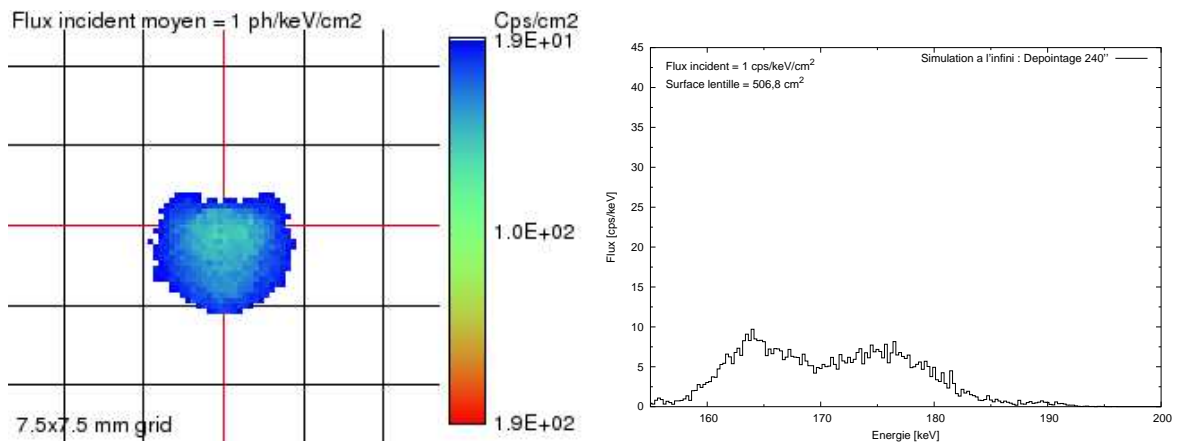 Flux incident moyen = 1 ph/keV/cm2
Cps/cm2
1.9E+01
1.0E+02
1.9E+02
7.5x7.5 mm grid
Flux incident = 1 cps/keV/cm²
Surface lentille = 506,8 cm²
Simulation a l'infini : Depointage 240"
Flux [cps/keV]
45
40
35
30
25
20
15
10
5
0
160
170
180
190
200
Energie [keV]